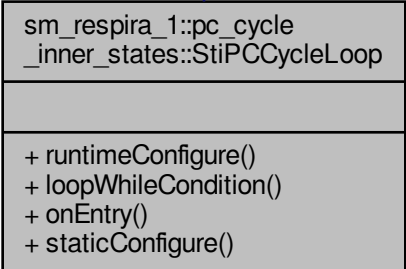 sm_respira_1::pc_cycle
_inner_states::StiPCCycleLoop
+ runtimeConfigure()
+ loopWhileCondition()
+ onEntry()
+ staticConfigure()